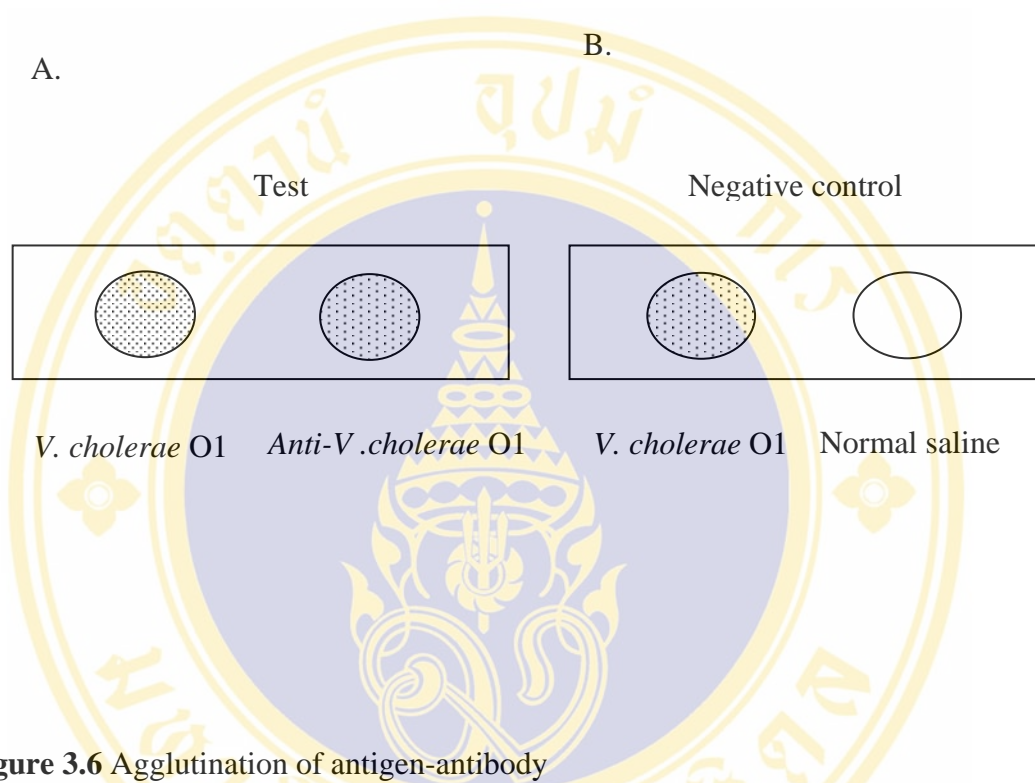 A.
B.
Test
Negative control
V. cholerae O1
Anti-V .cholerae O1
V. cholerae O1
Normal saline
gure 3.6 Agglutination of antigen-antibody